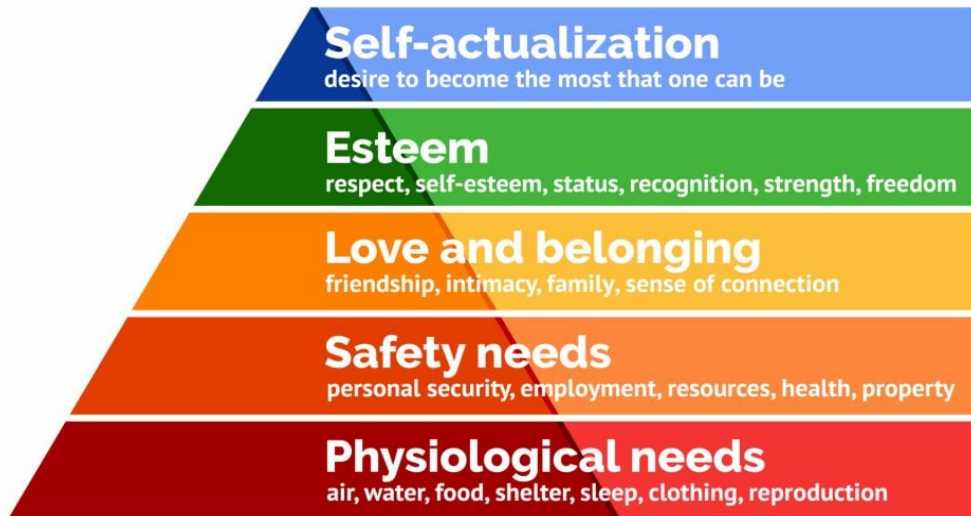 Self-actualization
desire to become the most that one can be
Esteem
respect, self-esteem, status, recognition, strength, freedom
Love and belonging
friendship, intimacy, family, sense of connection
Safety needs
personal security, employment, resources, health, property
Physiological needs
air, water, food, shelter, sleep, clothing, reproduction